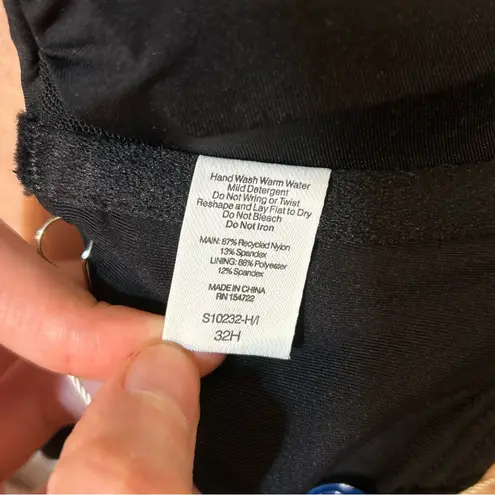 Hand Wash Warm Water
Mild Detergent
Do Not Wring or Twist
Reshape and Lay Flat to Dry
Do Not Bleach
Do Not Iron
MAIN: 87% Recycled Nylon
13% Spandex
LINING: 88% Polyester
12% Spandex
MADE IN CHINA
RN 154722
S10232-H/I
32H